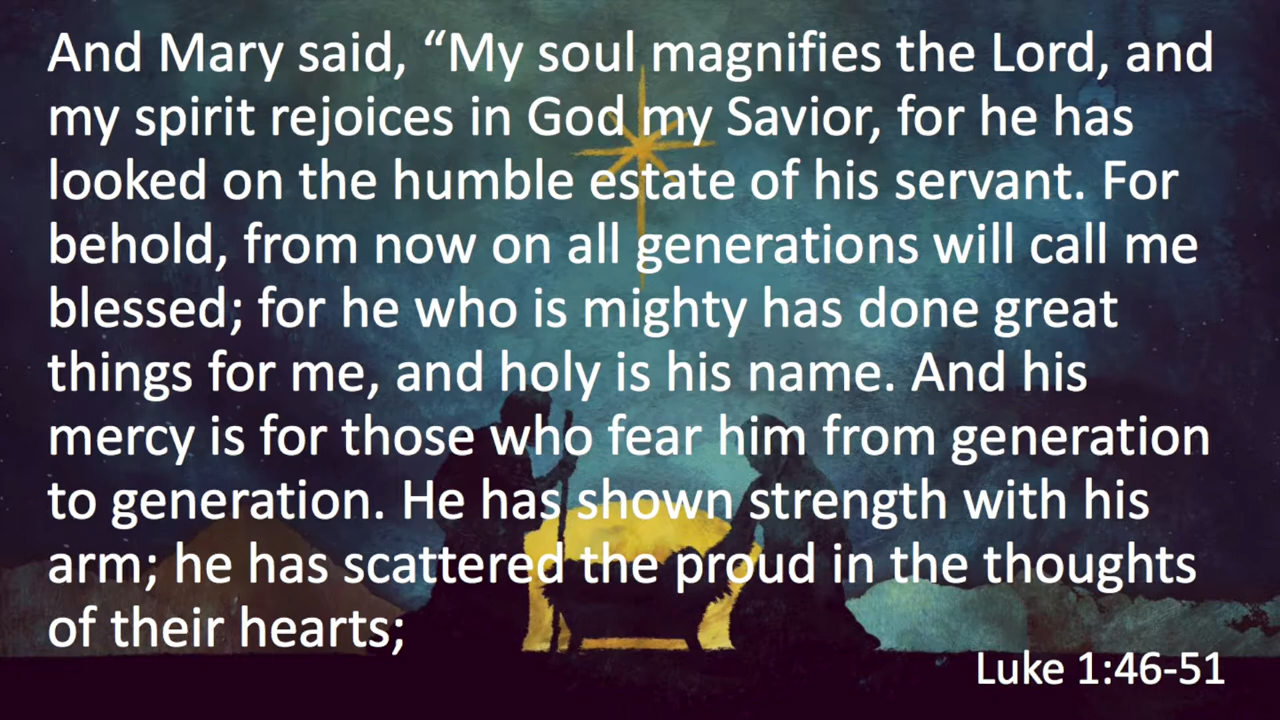 And Mary said, “My soul magnifies the Lord, and
my spirit rejoices in God my Savior, for he has
looked on the humble estate of his servant. For
behold, from now on all generations will call me
blessed; for he who is mighty has done great
things for me, and holy is his name. And his
mercy is for those who fear him from generation
to generation. He has shown strength with his
arm; he has scattered the proud in the thoughts
of their hearts;
Luke 1:46-51